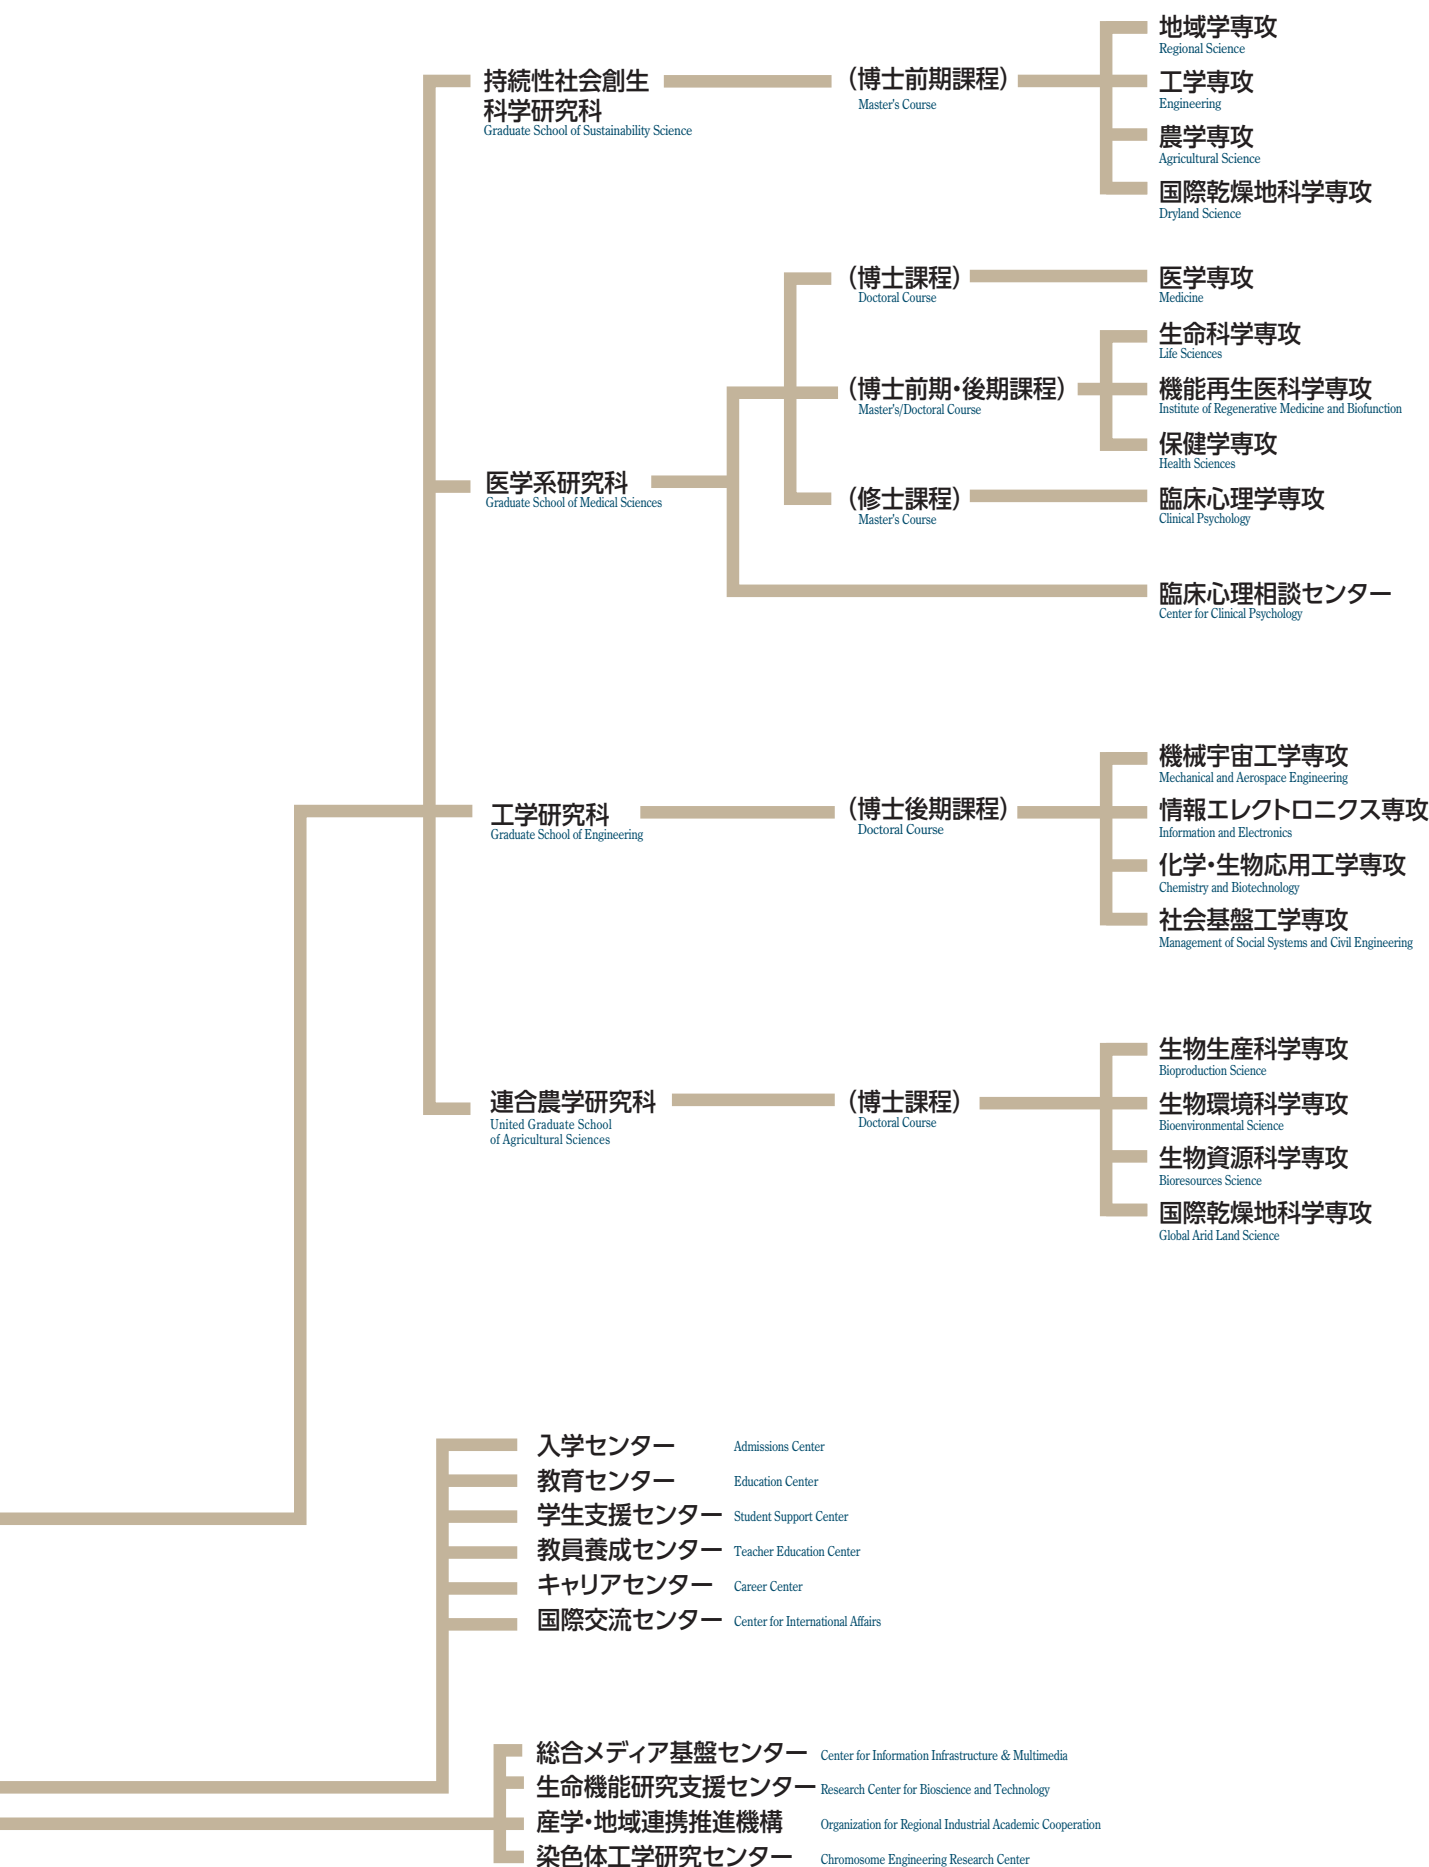 持続性社会創生
科学研究科
Graduate School of Sustainability Science
(博士前期課程)
Master's Course
地域学専攻
Regional Science
工学専攻
Engineering
農学専攻
Agricultural Science
国際乾燥地科学専攻
Dryland Science
医学系研究科
Graduate School of Medical Sciences
(博士課程)
Doctoral Course
医学専攻
Medicine
(博士前期・後期課程)
Master's/Doctoral Course
生命科学専攻
Life Sciences
機能再生医科学専攻
Institute of Regenerative Medicine and Biofunction
保健学専攻
Health Sciences
(修士課程)
Master's Course
臨床心理学専攻
Clinical Psychology
臨床心理相談センター
Center for Clinical Psychology
工学研究科
Graduate School of Engineering
(博士後期課程)
Doctoral Course
機械宇宙工学専攻
Mechanical and Aerospace Engineering
情報エレクトロニクス専攻
Information and Electronics
化学・生物応用工学専攻
Chemistry and Biotechnology
社会基盤工学専攻
Management of Social Systems and Civil Engineering
連合農学研究科
United Graduate School
of Agricultural Sciences
(博士課程)
Doctoral Course
生物生産科学専攻
Bioproduction Science
生物環境科学専攻
Bioenvironmental Science
生物資源科学専攻
Bioresources Science
国際乾燥地科学専攻
Global Arid Land Science
入学センター Admissions Center
教育センター Education Center
学生支援センター Student Support Center
教員養成センター Teacher Education Center
キャリアセンター Career Center
国際交流センター Center for International Affairs
総合メディア基盤センター Center for Information Infrastructure & Multimedia
生命機能研究支援センター Research Center for Bioscience and Technology
産学・地域連携推進機構 Organization for Regional Industrial Academic Cooperation
染色体工学研究センター Chromosome Engineering Research Center